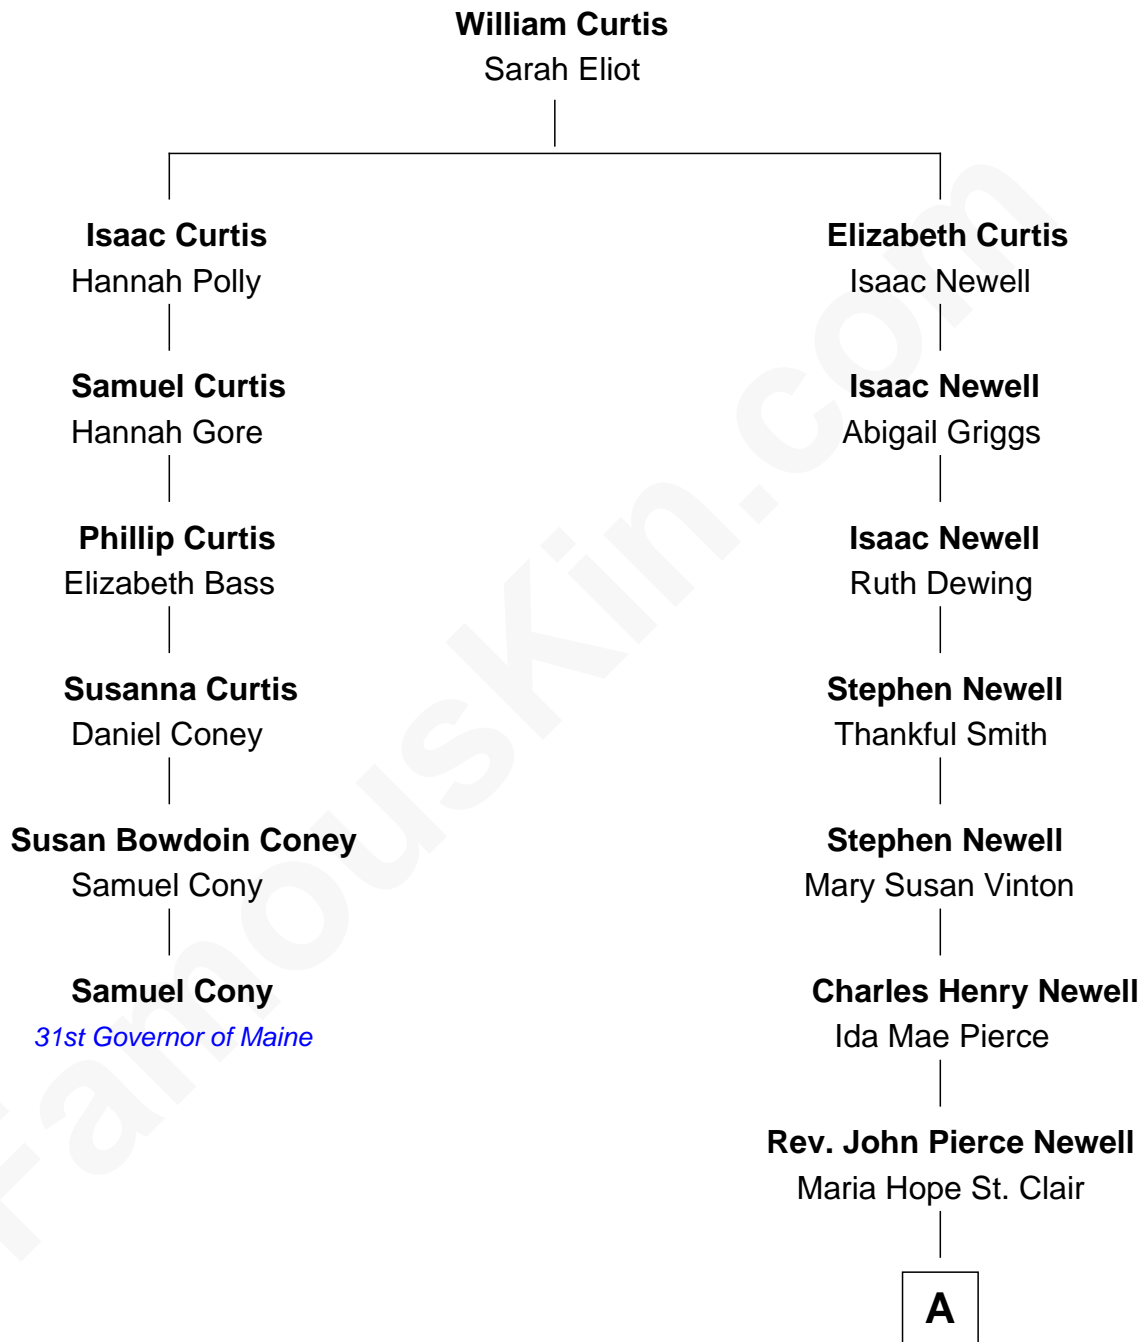 William Curtis
Sarah Eliot
Isaac Curtis
Hannah Polly
Samuel Curtis
Hannah Gore
Phillip Curtis
Elizabeth Bass
Susanna Curtis
Daniel Coney
Susan Bowdoin Coney
Samuel Cony
Samuel Cony
31st Governor of Maine
Elizabeth Curtis
Isaac Newell
Isaac Newell
Abigail Griggs
Isaac Newell
Ruth Dewing
Stephen Newell
Thankful Smith
Stephen Newell
Mary Susan Vinton
Charles Henry Newell
Ida Mae Pierce
Rev. John Pierce Newell
Maria Hope St. Clair
A
FamousKin.com